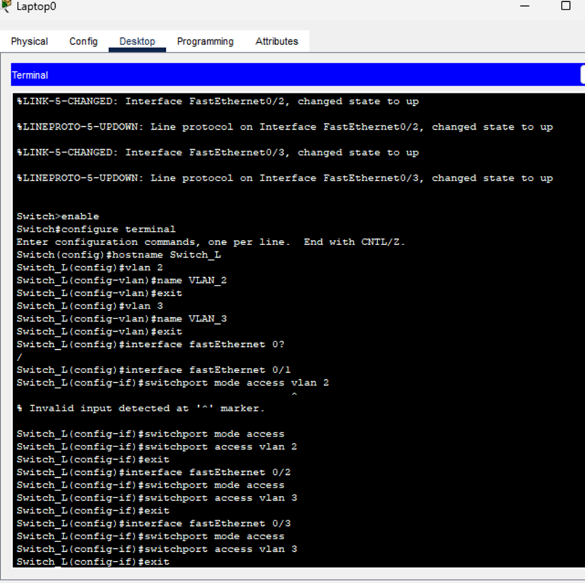 Laptop0
Physical Config Desktop Programming Attributes
Terminal
%LINK-5-CHANGED: Interface FastEthernet0/2, changed state to up
%LINEPROTO-5-UPDOWN: Line protocol on Interface FastEthernet0/2, changed state to up
%LINK-5-CHANGED: Interface FastEthernet0/3, changed state to up
%LINEPROTO-5-UPDOWN: Line protocol on Interface FastEthernet0/3, changed state to up
Switch>enable
Switch#configure terminal
Enter configuration commands, one per line.  End with CNTL/Z.
Switch(config)#hostname Switch_L
Switch_L(config)#vlan 2
Switch_L(config-vlan)#name VLAN_2
Switch_L(config-vlan)#exit
Switch_L(config)#vlan 3
Switch_L(config-vlan)#name VLAN_3
Switch_L(config-vlan)#exit
Switch_L(config)#interface fastEthernet 0?
/
Switch_L(config)#interface fastEthernet 0/1
Switch_L(config-if)#switchport mode access vlan 2
^
% Invalid input detected at '^' marker.
Switch_L(config-if)#switchport mode access
Switch_L(config-if)#switchport access vlan 2
Switch_L(config-if)#exit
Switch_L(config)#interface fastEthernet 0/2
Switch_L(config-if)#switchport mode access
Switch_L(config-if)#switchport access vlan 3
Switch_L(config-if)#exit
Switch_L(config)#interface fastEthernet 0/3
Switch_L(config-if)#switchport mode access
Switch_L(config-if)#switchport access vlan 3
Switch_L(config-if)#exit